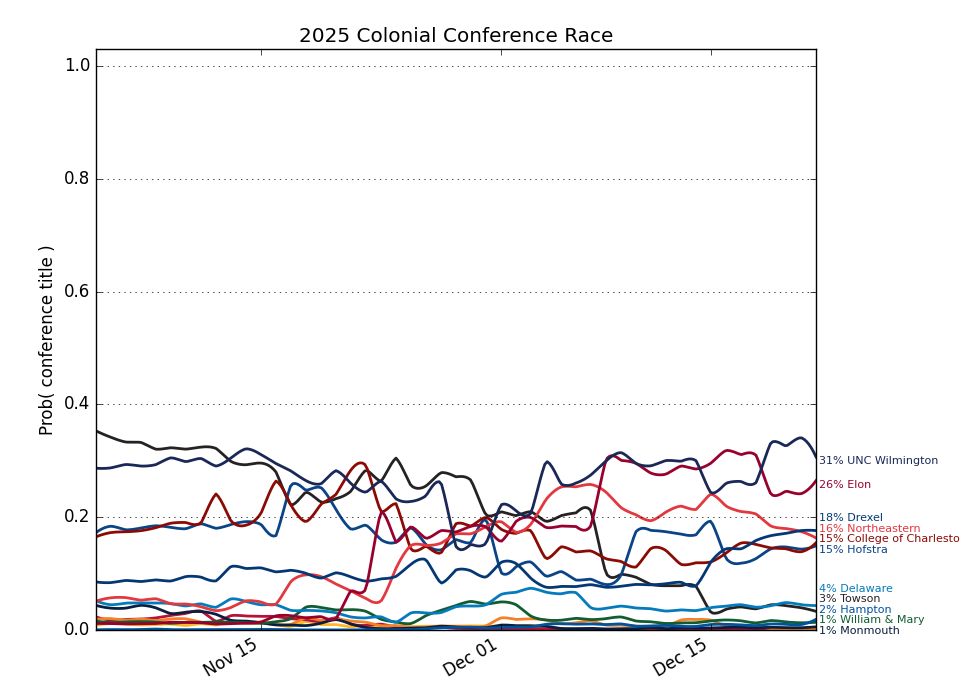 2025 Colonial Conference Race
1.0
0.8
0.6
0.4
0.2
0.0
Prob( conference title )
Nov 15
Dec 01
Dec 15
31% UNC Wilmington
26% Elon
18% Drexel
16% Northeastern
15% College of Charlesto
15% Hofstra
4% Delaware
3% Towson
2% Hampton
1% William & Mary
1% Monmouth